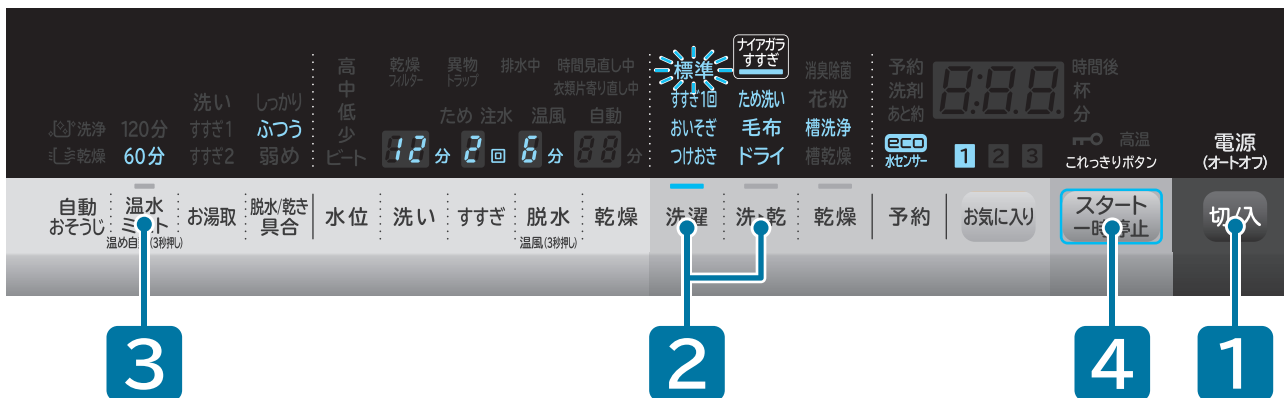 ナイアガラ
すすぎ
高 乾燥 異物 排水中 時間見直し中 標準 消臭除菌 予約 8:88 時間後
フィルター トラップ
中 衣類片寄り直し中 洗剤 杯
洗い しっかり 低 ため 注水 温風 自動 すすぎ1回 ため洗い 花粉 あと約 分
洗浄 120分 すすぎ1 ふつう 少 おいそぎ 毛布 槽洗浄 eco 高温
乾燥 60分 すすぎ2 弱め ビート 12分 2回 6分 88分 つけおき ドライ 槽乾燥 水センサー 1 2 3 これっきりボタン
電源
(オートオフ)
自動
おそうじ
温水
ミスト
温め自(3秒押し)
お湯取
脱水/乾き
具合
水位
洗い
すすぎ
脱水
温風(3秒押し)
乾燥
洗濯
洗・乾
乾燥
予約
お気に入り
スタート
一時停止
切/入
3
2
4
1